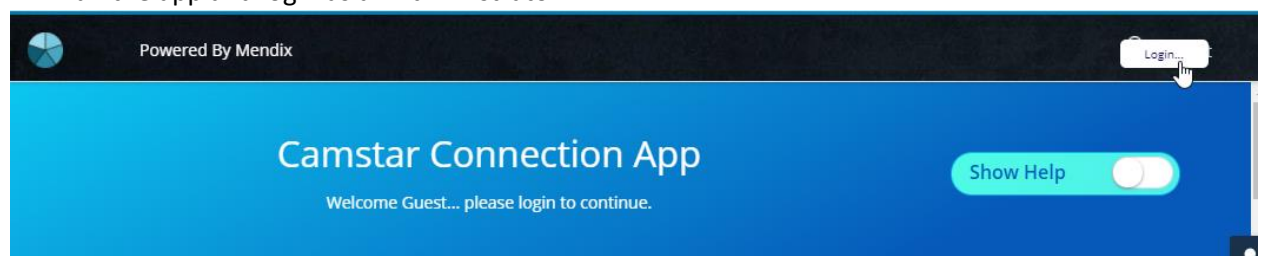 Powered By Mendix
Login...
Camstar Connection App
Show Help
Welcome Guest... please login to continue.